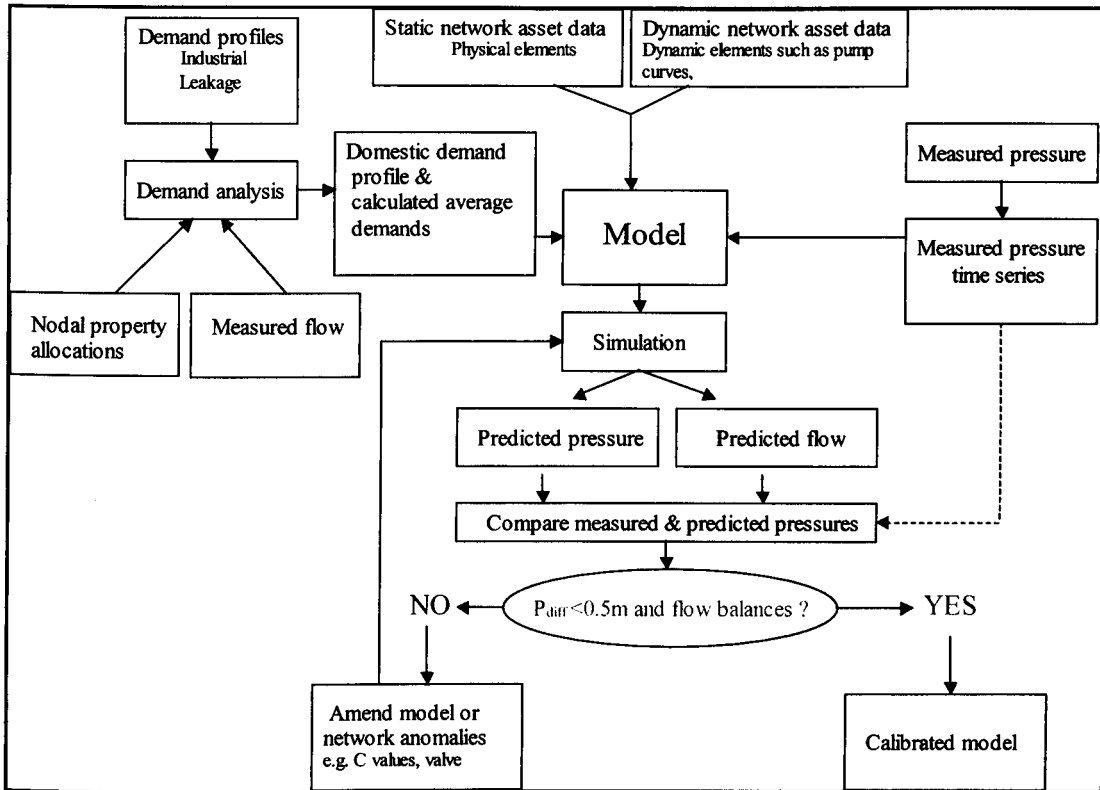 Demand profiles
Industrial
Leakage
Static network asset data
Physical elements
Dynamic network asset data
Dynamic elements such as pump
curves,
Demand analysis
Domestic demand
profile &
calculated average
demands
Measured pressure
Model
Measured pressure
time series
Nodal property
allocations
Measured flow
Simulation
Predicted pressure
Predicted flow
Compare measured & predicted pressures
NO
Pdiff<0.5m and flow balances ?
YES
Amend model or
network anomalies
e.g. C values, valve
Calibrated model